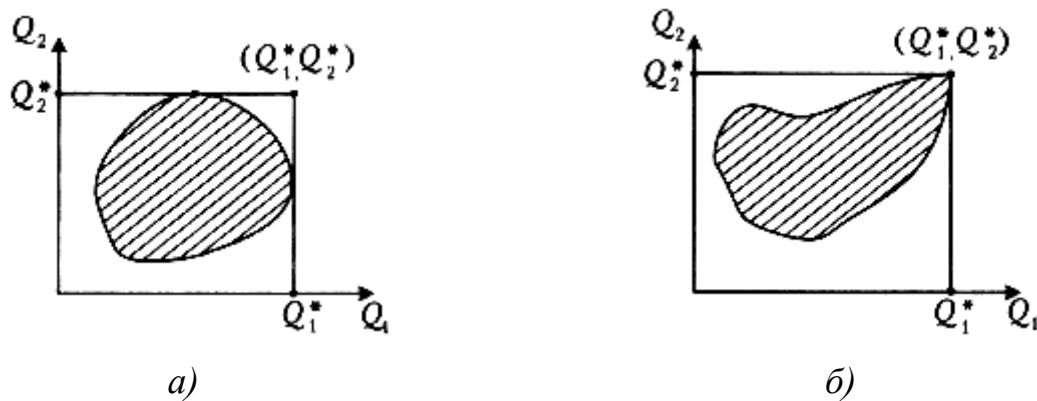 Q₂
(Q₁*, Q₂*)
Q₂*
Q₁*
Q₁
а)
Q₂
(Q₁*, Q₂*)
Q₂*
Q₁*
Q₁
б)